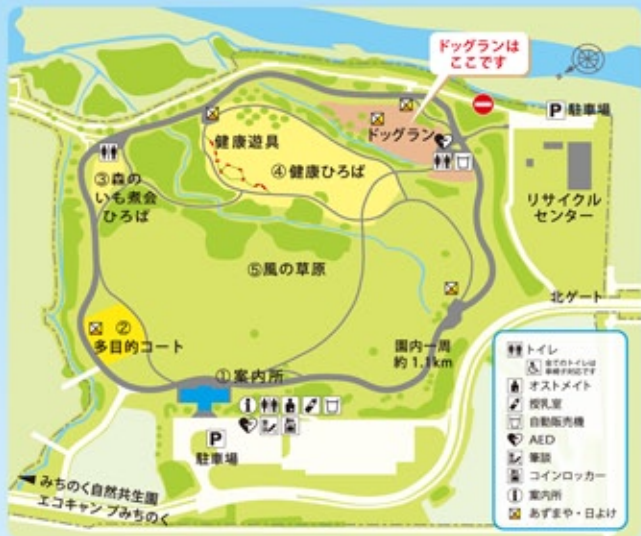 ドッグランは
ここです
P 駐車場
ドッグラン
健康遊具
④健康ひろば
③森の
いも煮会
ひろば
リサイクル
センター
⑤風の草原
北ゲート
②
多目的コート
園内一周
約 1.1km
①案内所
P
駐車場
みちのく自然共生園
エコキャンプみちのく
トイレ
全てのトイレは
車椅子対応です
オストメイト
授乳室
自動販売機
AED
筆談
コインロッカー
案内所
あずまや・日よけ